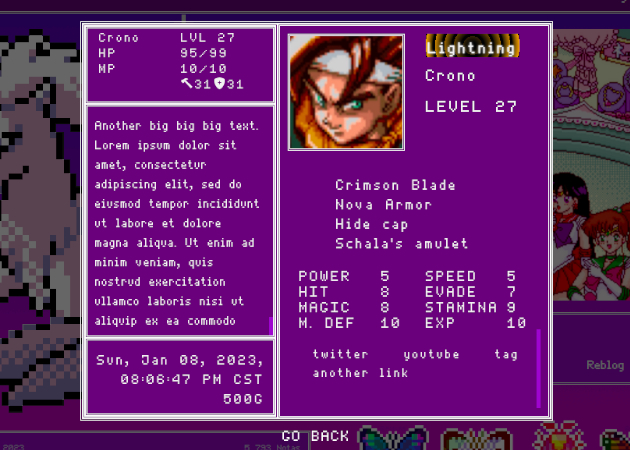 Crono LVL 27
HP 95/99
MP 10/10
31 31
Another big big big text.
Lorem ipsum dolor sit
amet, consectetur
adipiscing elit, sed do
eiusmod tempor incididunt
ut labore et dolore
magna aliqua. Ut enim ad
minim veniam, quis
nostrud exercitation
ullamco laboris nisi ut
aliquip ex ea commodo
Sun, Jan 08, 2023,
08:06:47 PM CST
500G
Lightning
Crono
LEVEL 27
Crimson Blade
Nova Armor
Hide cap
Schala's amulet
POWER 5 SPEED 5
HIT 8 EVADE 7
MAGIC 8 STAMINA 9
M. DEF 10 EXP 10
twitter youtube tag
another link
Reblog
GO BACK
2023
5,793 Notas